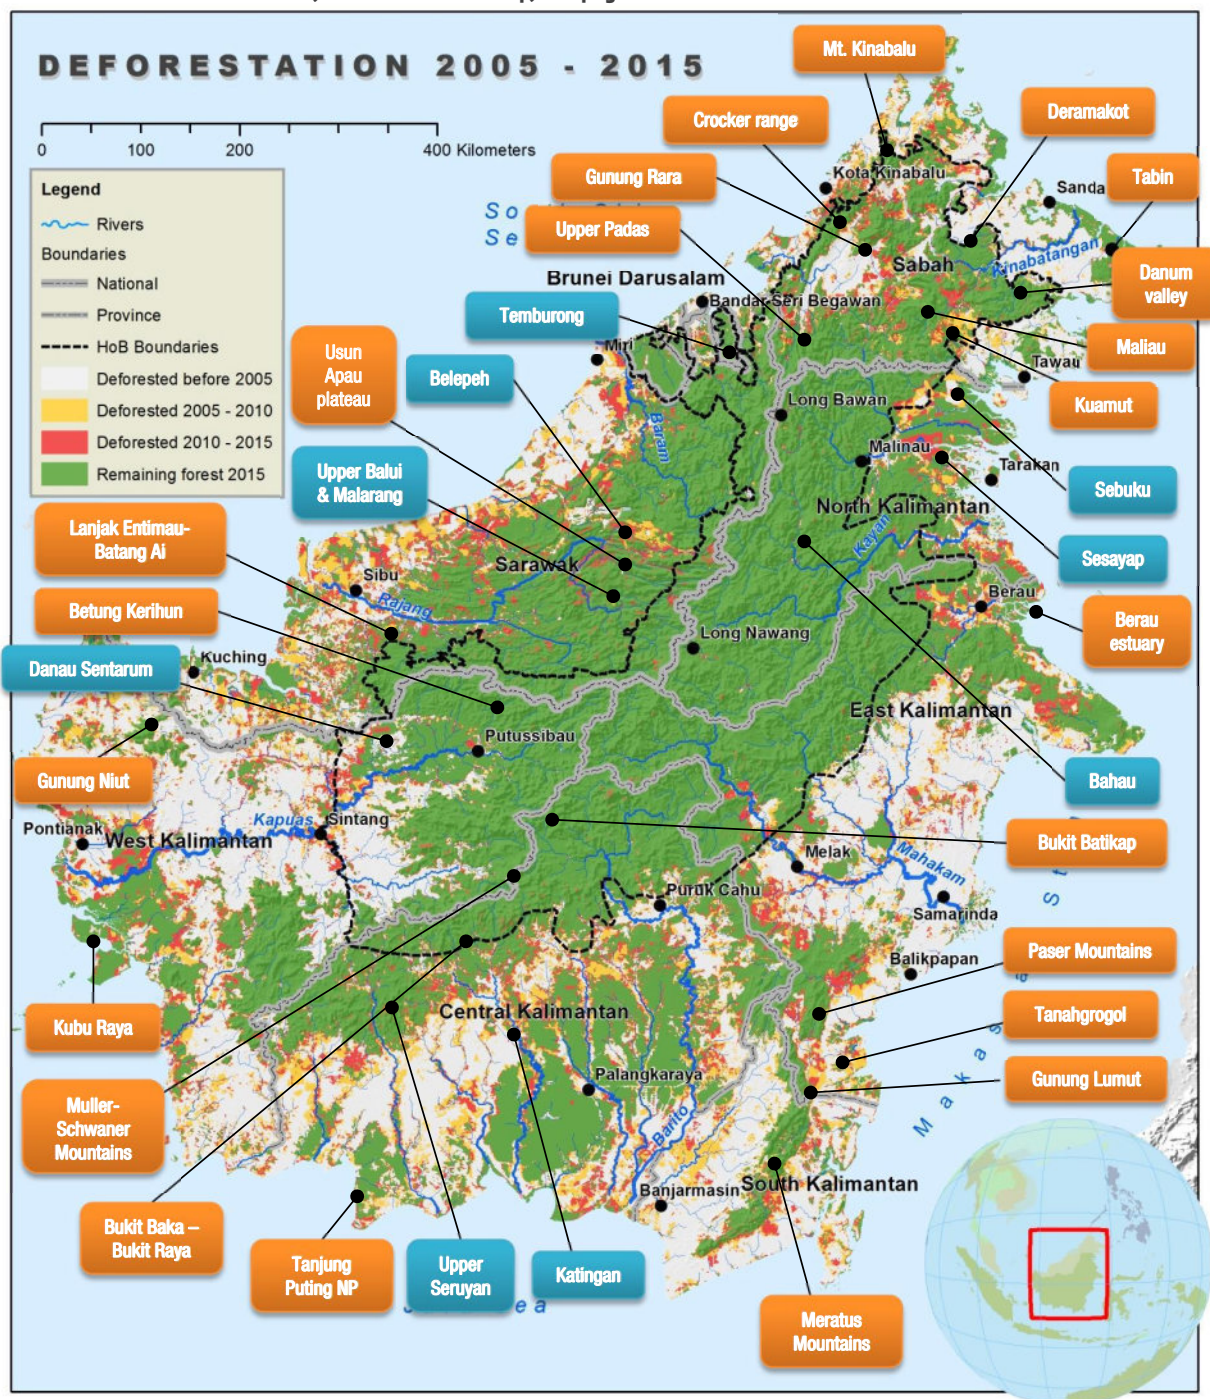 DEFORESTATION 2005 - 2015
0 100 200 400 Kilometers
Legend
Rivers
Boundaries
National
Province
HoB Boundaries
Deforested before 2005
Deforested 2005 - 2010
Deforested 2010 - 2015
Remaining forest 2015
Mt. Kinabalu
Crocker range
Deramakot
Gunung Rara
Kota Kinabalu
Sanda
Tabin
So
Se
Upper Padas
Sabah
Kinabatangan
Brunei Darusalam
Danum
valley
Temburong
Bandar Seri Begawan
Usun
Apau
plateau
Miri
Maliau
Belepeh
Tawau
Long Bawan
Kuamut
Baram
Upper Balui
& Malarang
Malinau
Tarakan
Sebuku
Lanjak Entimau-
Batang Ai
North Kalimantan
Kayan
Sesayap
Sarawak
Sibu
Rajang
Berau
Betung Kerihun
Berau
estuary
Long Nawang
Kuching
Danau Sentarum
East Kalimantan
Putussibau
Gunung Niut
Bahau
Kapuas
Sintang
Pontianak
West Kalimantan
Bukit Batikap
Melak
Mahakam
Puruk Cahu
Samarinda
Balikpapan
Paser Mountains
Kubu Raya
Central Kalimantan
Tanahgrogol
Palangkaraya
Gunung Lumut
Muller-
Schwaner
Mountains
Barito
M a k a s
S t
Banjarmasin
South Kalimantan
Bukit Baka –
Bukit Raya
Tanjung
Puting NP
Upper
Seruyan
Katingan
e a
Meratus
Mountains